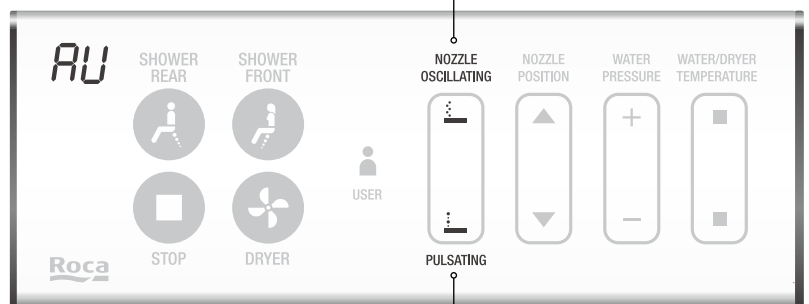 AU
SHOWER
REAR
SHOWER
FRONT
NOZZLE
OSCILLATING
NOZZLE
POSITION
WATER
PRESSURE
WATER/DRYER
TEMPERATURE
USER
STOP
DRYER
PULSATING
Roca